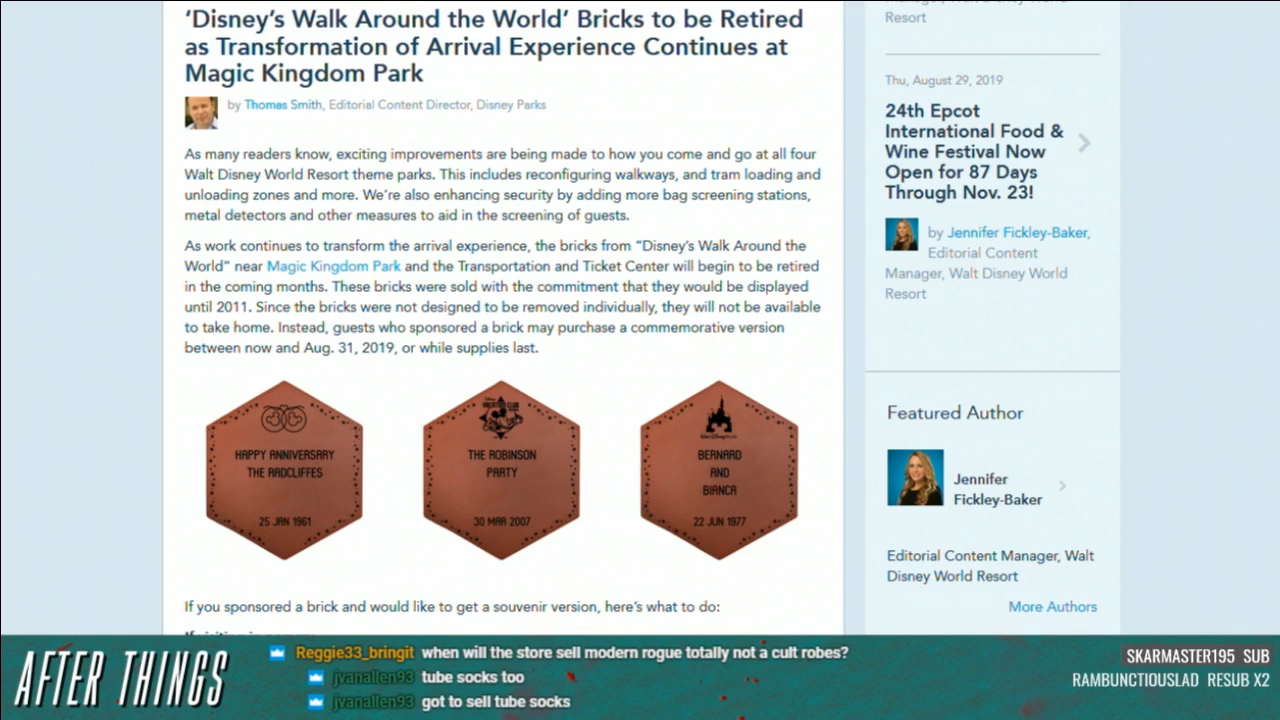 ‘Disney’s Walk Around the World’ Bricks to be Retired
as Transformation of Arrival Experience Continues at
Magic Kingdom Park
by Thomas Smith, Editorial Content Director, Disney Parks
As many readers know, exciting improvements are being made to how you come and go at all four
Walt Disney World Resort theme parks. This includes reconfiguring walkways, and tram loading and
unloading zones and more. We’re also enhancing security by adding more bag screening stations,
metal detectors and other measures to aid in the screening of guests.
As work continues to transform the arrival experience, the bricks from “Disney’s Walk Around the
World” near Magic Kingdom Park and the Transportation and Ticket Center will begin to be retired
in the coming months. These bricks were sold with the commitment that they would be displayed
until 2011. Since the bricks were not designed to be removed individually, they will not be available
to take home. Instead, guests who sponsored a brick may purchase a commemorative version
between now and Aug. 31, 2019, or while supplies last.
HAPPY ANNIVERSARY
THE RADCLIFFES
25 JAN 1961
THE ROBINSON
PARTY
30 MAR 2007
BERNARD
AND
BIANCA
22 JUN 1977
If you sponsored a brick and would like to get a souvenir version, here’s what to do:
Resort
Thu, August 29, 2019
24th Epcot
International Food &
Wine Festival Now
Open for 87 Days
Through Nov. 23!
by Jennifer Fickley-Baker,
Editorial Content
Manager, Walt Disney World
Resort
Featured Author
Jennifer
Fickley-Baker
Editorial Content Manager, Walt
Disney World Resort
More Authors
AFTER THINGS
Reggie33_bringit when will the store sell modern rogue totally not a cult robes?
jvanallen93 tube socks too
jvanallen93 got to sell tube socks
SKARMASTER195 SUB
RAMBUNCTIOUSLAD RESUB X2